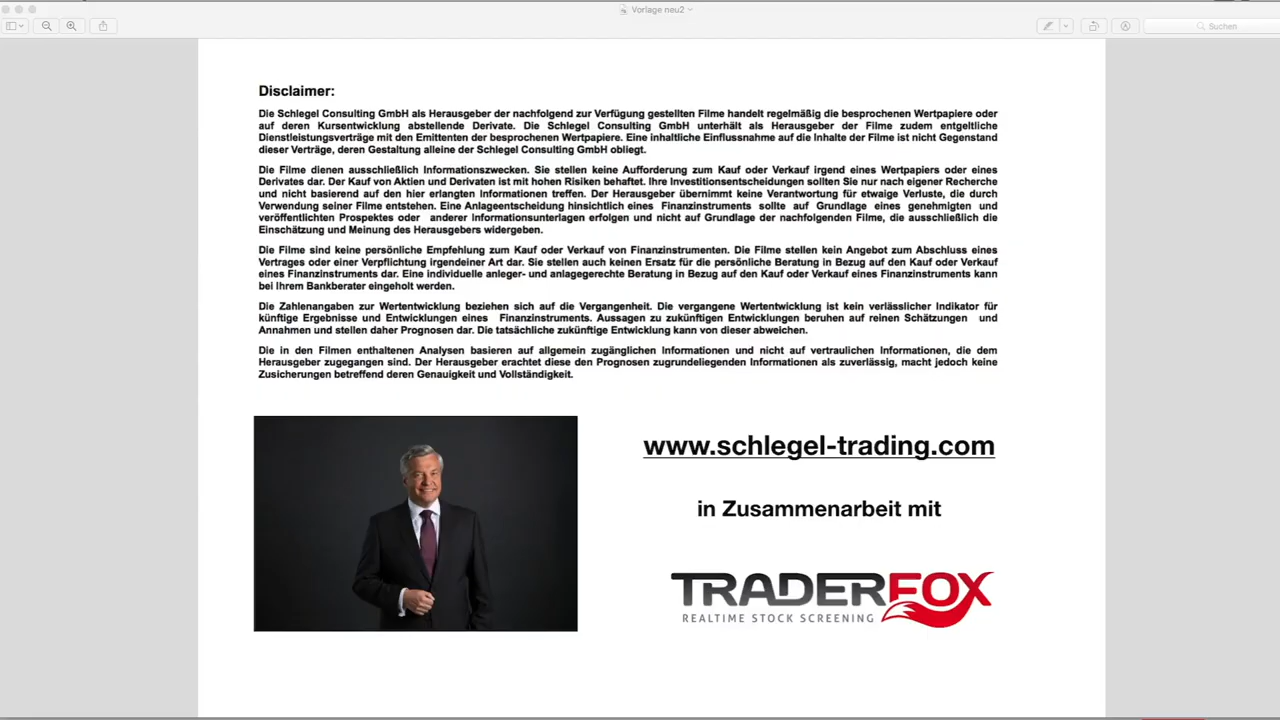 Vorlage neu2
Suchen
Disclaimer:
Die Schlegel Consulting GmbH als Herausgeber der nachfolgend zur Verfügung gestellten Filme handelt regelmäßig die besprochenen Wertpapiere oder
auf deren Kursentwicklung abstellende Derivate. Die Schlegel Consulting GmbH unterhält als Herausgeber der Filme zudem entgeltliche
Dienstleistungsverträge mit den Emittenten der besprochenen Wertpapiere. Eine inhaltliche Einflussnahme auf die Inhalte der Filme ist nicht Gegenstand
dieser Verträge, deren Gestaltung alleine der Schlegel Consulting GmbH obliegt.
Die Filme dienen ausschließlich Informationszwecken. Sie stellen keine Aufforderung zum Kauf oder Verkauf irgend eines Wertpapiers oder eines
Derivates dar. Der Kauf von Aktien und Derivaten ist mit hohen Risiken behaftet. Ihre Investitionsentscheidungen sollten Sie nur nach eigener Recherche
und nicht basierend auf den hier erlangten Informationen treffen. Der Herausgeber übernimmt keine Verantwortung für etwaige Verluste, die durch
Verwendung seiner Filme entstehen. Eine Anlageentscheidung hinsichtlich eines Finanzinstruments sollte auf Grundlage eines genehmigten und
veröffentlichten Prospektes oder anderer Informationsunterlagen erfolgen und nicht auf Grundlage der nachfolgenden Filme, die ausschließlich die
Einschätzung und Meinung des Herausgebers widergeben.
Die Filme sind keine persönliche Empfehlung zum Kauf oder Verkauf von Finanzinstrumenten. Die Filme stellen kein Angebot zum Abschluss eines
Vertrages oder einer Verpflichtung irgendeiner Art dar. Sie stellen auch keinen Ersatz für die persönliche Beratung in Bezug auf den Kauf oder Verkauf
eines Finanzinstruments dar. Eine individuelle anleger- und anlagegerechte Beratung in Bezug auf den Kauf oder Verkauf eines Finanzinstruments kann
bei Ihrem Bankberater eingeholt werden.
Die Zahlenangaben zur Wertentwicklung beziehen sich auf die Vergangenheit. Die vergangene Wertentwicklung ist kein verlässlicher Indikator für
künftige Ergebnisse und Entwicklungen eines Finanzinstruments. Aussagen zu zukünftigen Entwicklungen beruhen auf reinen Schätzungen und
Annahmen und stellen daher Prognosen dar. Die tatsächliche zukünftige Entwicklung kann von dieser abweichen.
Die in den Filmen enthaltenen Analysen basieren auf allgemein zugänglichen Informationen und nicht auf vertraulichen Informationen, die dem
Herausgeber zugegangen sind. Der Herausgeber erachtet diese den Prognosen zugrundeliegenden Informationen als zuverlässig, macht jedoch keine
Zusicherungen betreffend deren Genauigkeit und Vollständigkeit.
www.schlegel-trading.com
in Zusammenarbeit mit
TRADERFOX
REALTIME STOCK SCREENING